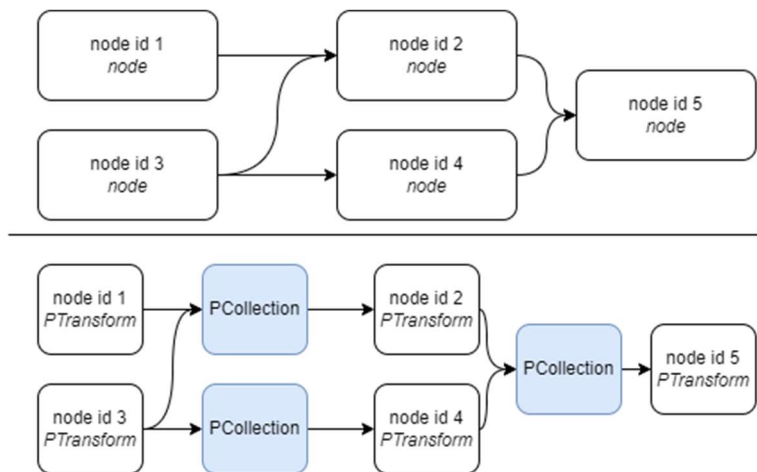 node id 1
node
node id 2
node
node id 5
node
node id 3
node
node id 4
node
node id 1
PTransform
PCollection
node id 2
PTransform
PCollection
node id 5
PTransform
node id 3
PTransform
PCollection
node id 4
PTransform